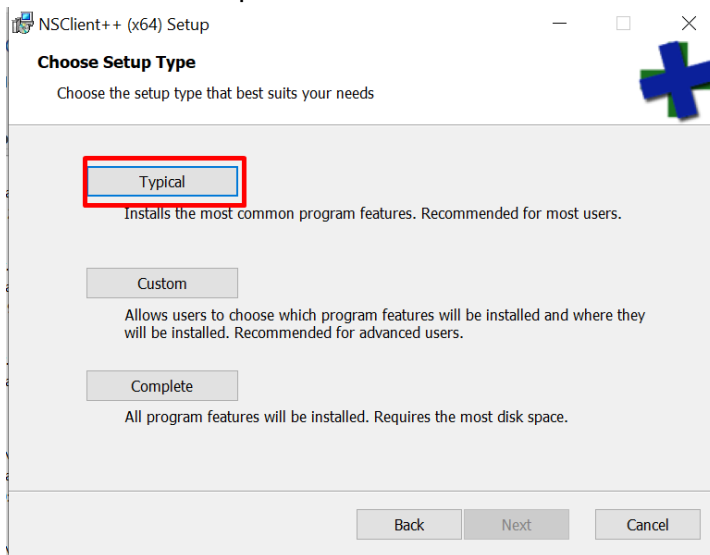 NSClient++ (x64) Setup
Choose Setup Type
Choose the setup type that best suits your needs
Typical
Installs the most common program features. Recommended for most users.
Custom
Allows users to choose which program features will be installed and where they
will be installed. Recommended for advanced users.
Complete
All program features will be installed. Requires the most disk space.
Back Next Cancel